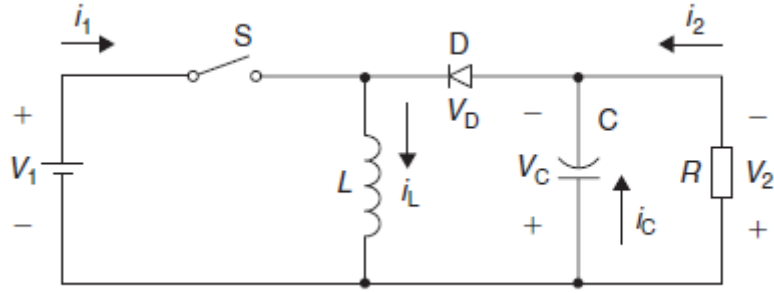 i1 S D i2
+ VD − C −
V1 L iL VC R V2
− + iC +